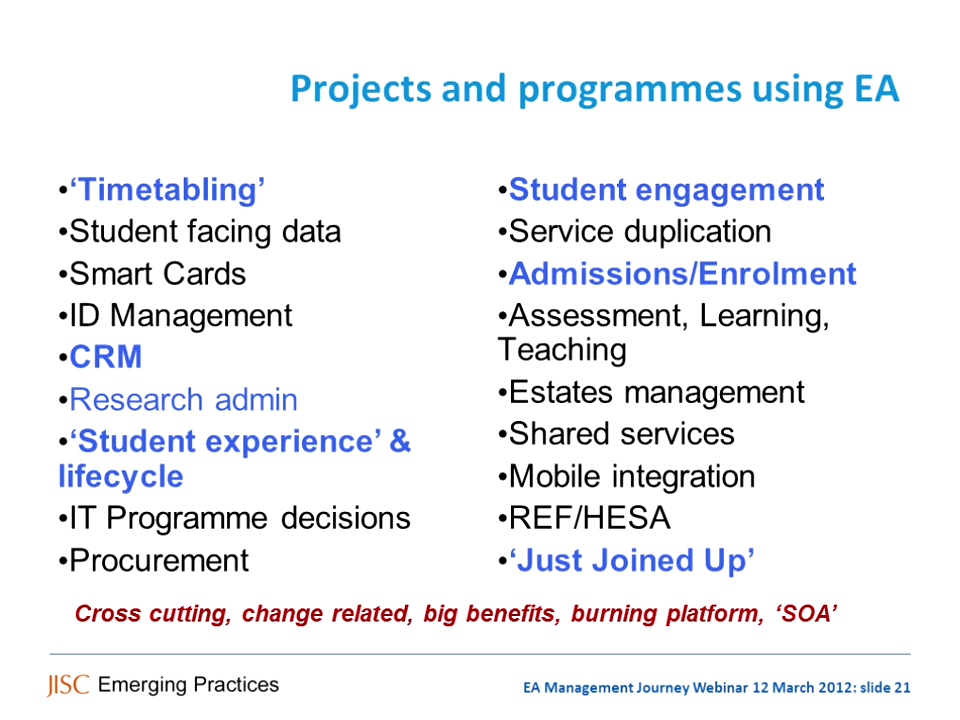 Projects and programmes using EA
•‘Timetabling’
•Student facing data
•Smart Cards
•ID Management
•CRM
•Research admin
•‘Student experience’ &
lifecycle
•IT Programme decisions
•Procurement
•Student engagement
•Service duplication
•Admissions/Enrolment
•Assessment, Learning,
Teaching
•Estates management
•Shared services
•Mobile integration
•REF/HESA
•‘Just Joined Up’
Cross cutting, change related, big benefits, burning platform, ‘SOA’
JISC Emerging Practices
EA Management Journey Webinar 12 March 2012: slide 21